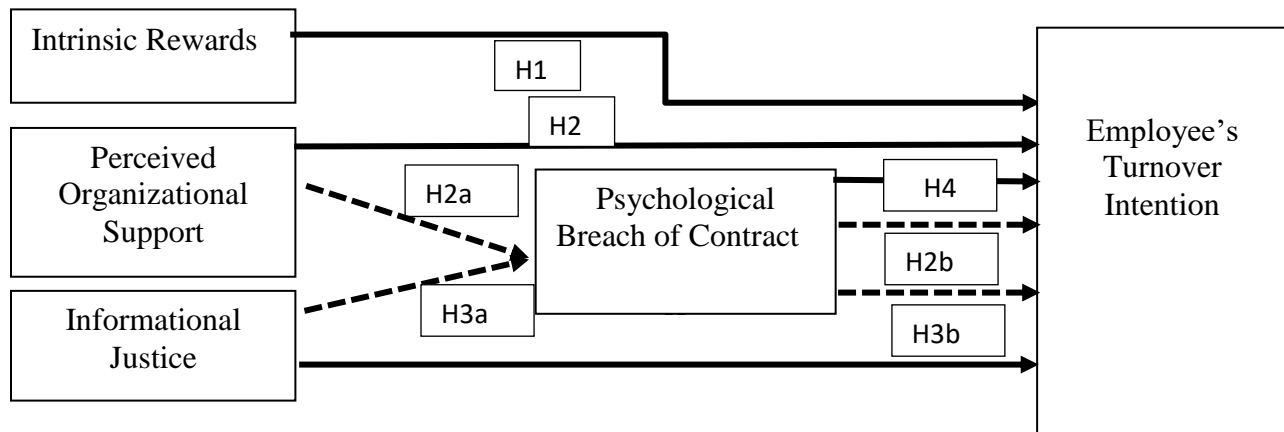 Intrinsic Rewards
H1
H2
Perceived
Organizational
Support
H2a
Psychological
Breach of Contract
H4
Employee's
Turnover
Intention
H2b
H3a
Informational
Justice
H3b